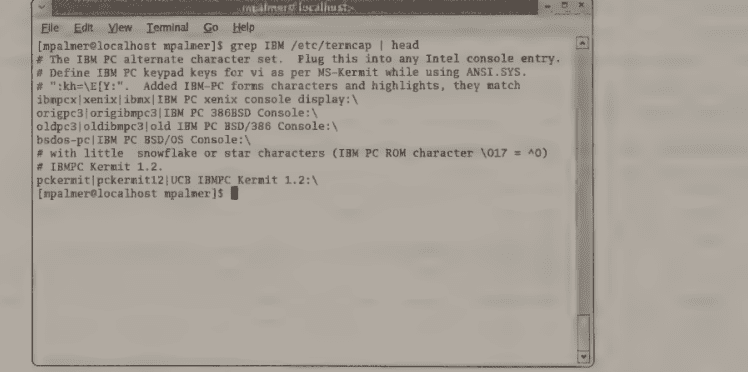 mpalmer@localhost:~
File Edit View Terminal Go Help
[mpalmer@localhost mpalmer]$ grep IBM /etc/termcap | head
# The IBM PC alternate character set.  Plug this into any Intel console entry.
# Define IBM PC keypad keys for vi as per MS-Kermit while using ANSI.SYS.
# ":kh=\E[Y:".  Added IBM-PC forms characters and highlights, they match
ibmpcx|xenix|ibmx|IBM PC xenix console display:\
origpc3|origibmpc3|IBM PC 386BSD Console:\
oldpc3|oldibmpc3|old IBM PC BSD/386 Console:\
bsdos-pc|IBM PC BSD/OS Console:\
# with little  snowflake or star characters (IBM PC ROM character \017 = ^O)
# IBMPC Kermit 1.2.
pckermit|pckermit12|UCB IBMPC Kermit 1.2:\
[mpalmer@localhost mpalmer]$